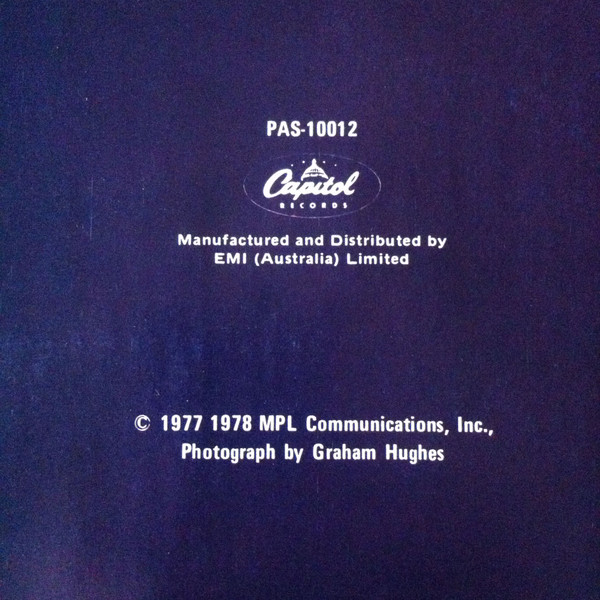 PAS-10012
Capitol
RECORDS
Manufactured and Distributed by
EMI (Australia) Limited
© 1977 1978 MPL Communications, Inc.,
Photograph by Graham Hughes